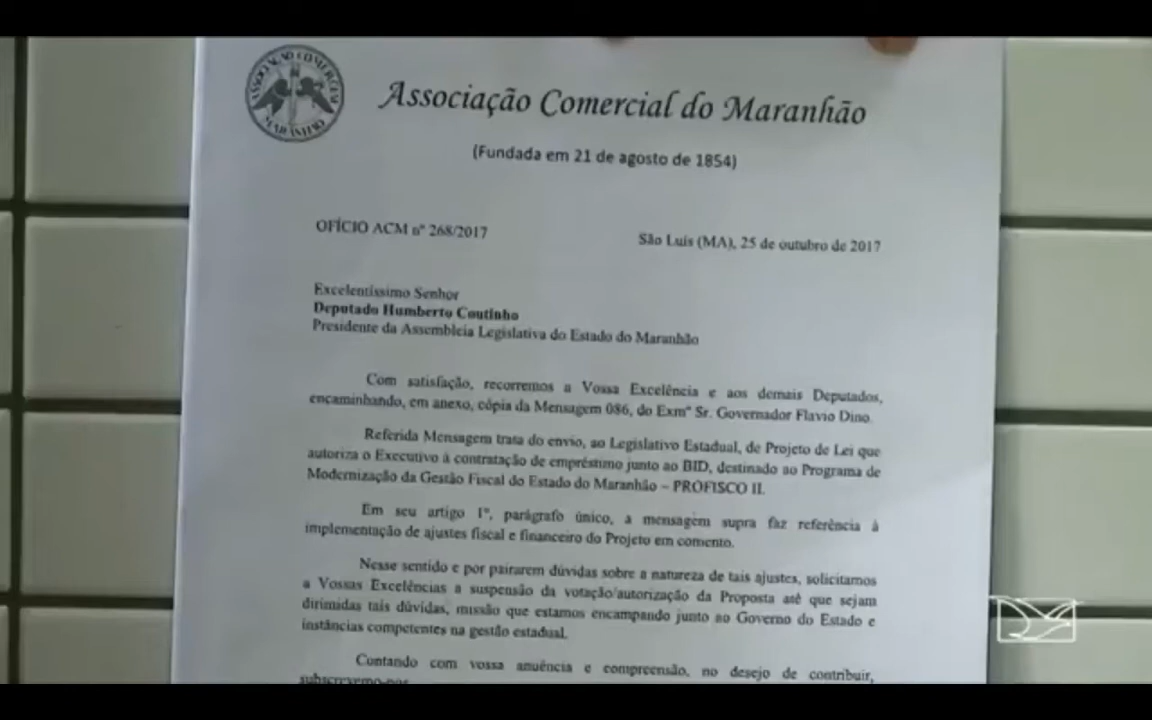 ASSOCIAÇÃO COMERCIAL
MARANHÃO
Associação Comercial do Maranhão
(Fundada em 21 de agosto de 1854)
OFÍCIO ACM nº 268/2017
São Luís (MA), 25 de outubro de 2017
Excelentíssimo Senhor
Deputado Humberto Coutinho
Presidente da Assembleia Legislativa do Estado do Maranhão
Com satisfação, recorremos a Vossa Excelência e aos demais Deputados,
encaminhando, em anexo, cópia da Mensagem 086, do Exmº Sr. Governador Flavio Dino.
Referida Mensagem trata do envio, ao Legislativo Estadual, de Projeto de Lei que
autoriza o Executivo à contratação de empréstimo junto ao BID, destinado ao Programa de
Modernização da Gestão Fiscal do Estado do Maranhão – PROFISCO II.
Em seu artigo 1º, parágrafo único, a mensagem supra faz referência à
implementação de ajustes fiscal e financeiro do Projeto em comento.
Nesse sentido e por pairarem dúvidas sobre a natureza de tais ajustes, solicitamos
a Vossas Excelências a suspensão da votação/autorização da Proposta até que sejam
dirimidas tais dúvidas, missão que estamos encampando junto ao Governo do Estado e
instâncias competentes na gestão estadual.
Contando com vossa anuência e compreensão, no desejo de contribuir,
subscrevemo-nos